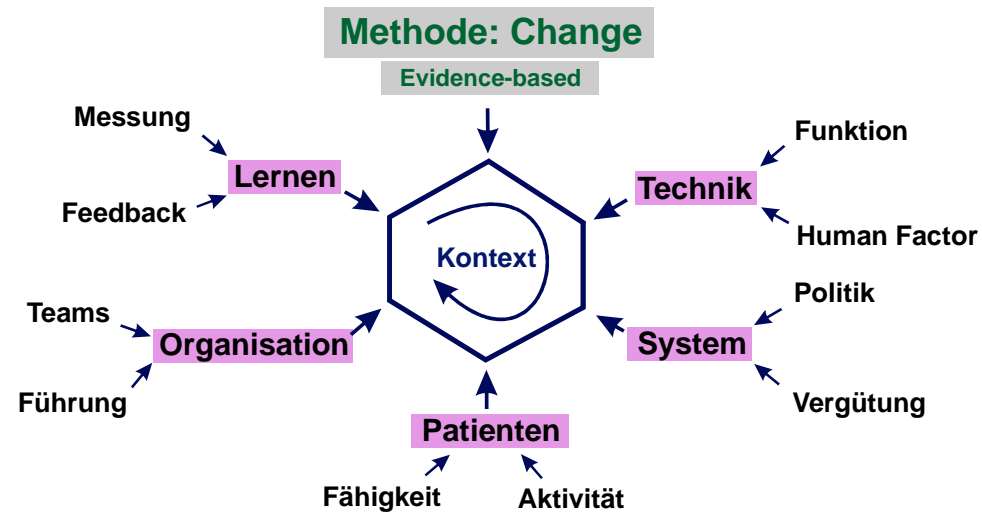 Methode: Change
Evidence-based
Messung
Lernen
Feedback
Funktion
Technik
Human Factor
Kontext
Teams
Organisation
Führung
Politik
System
Vergütung
Patienten
Fähigkeit
Aktivität